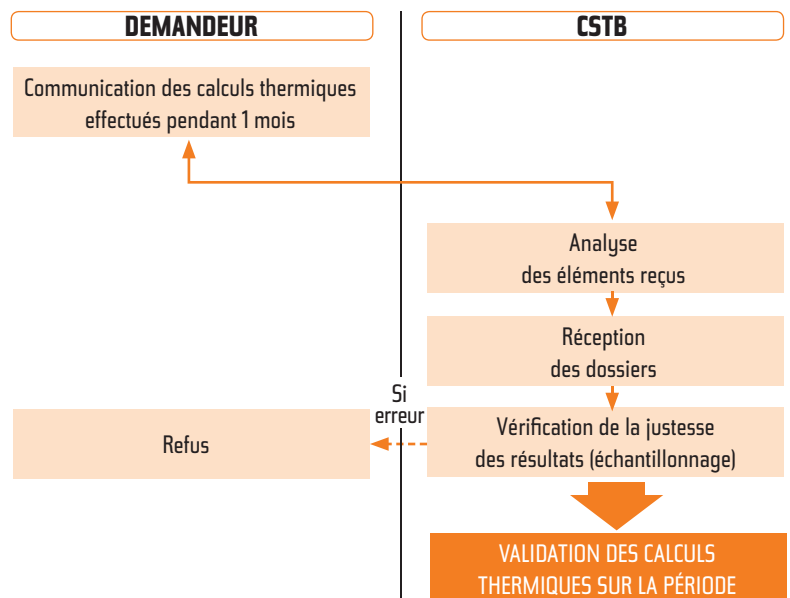 DEMANDEUR
CSTB
Communication des calculs thermiques
effectués pendant 1 mois
Analyse
des éléments reçus
Réception
des dossiers
Si
erreur
Refus
Vérification de la justesse
des résultats (échantillonnage)
VALIDATION DES CALCULS
THERMIQUES SUR LA PÉRIODE